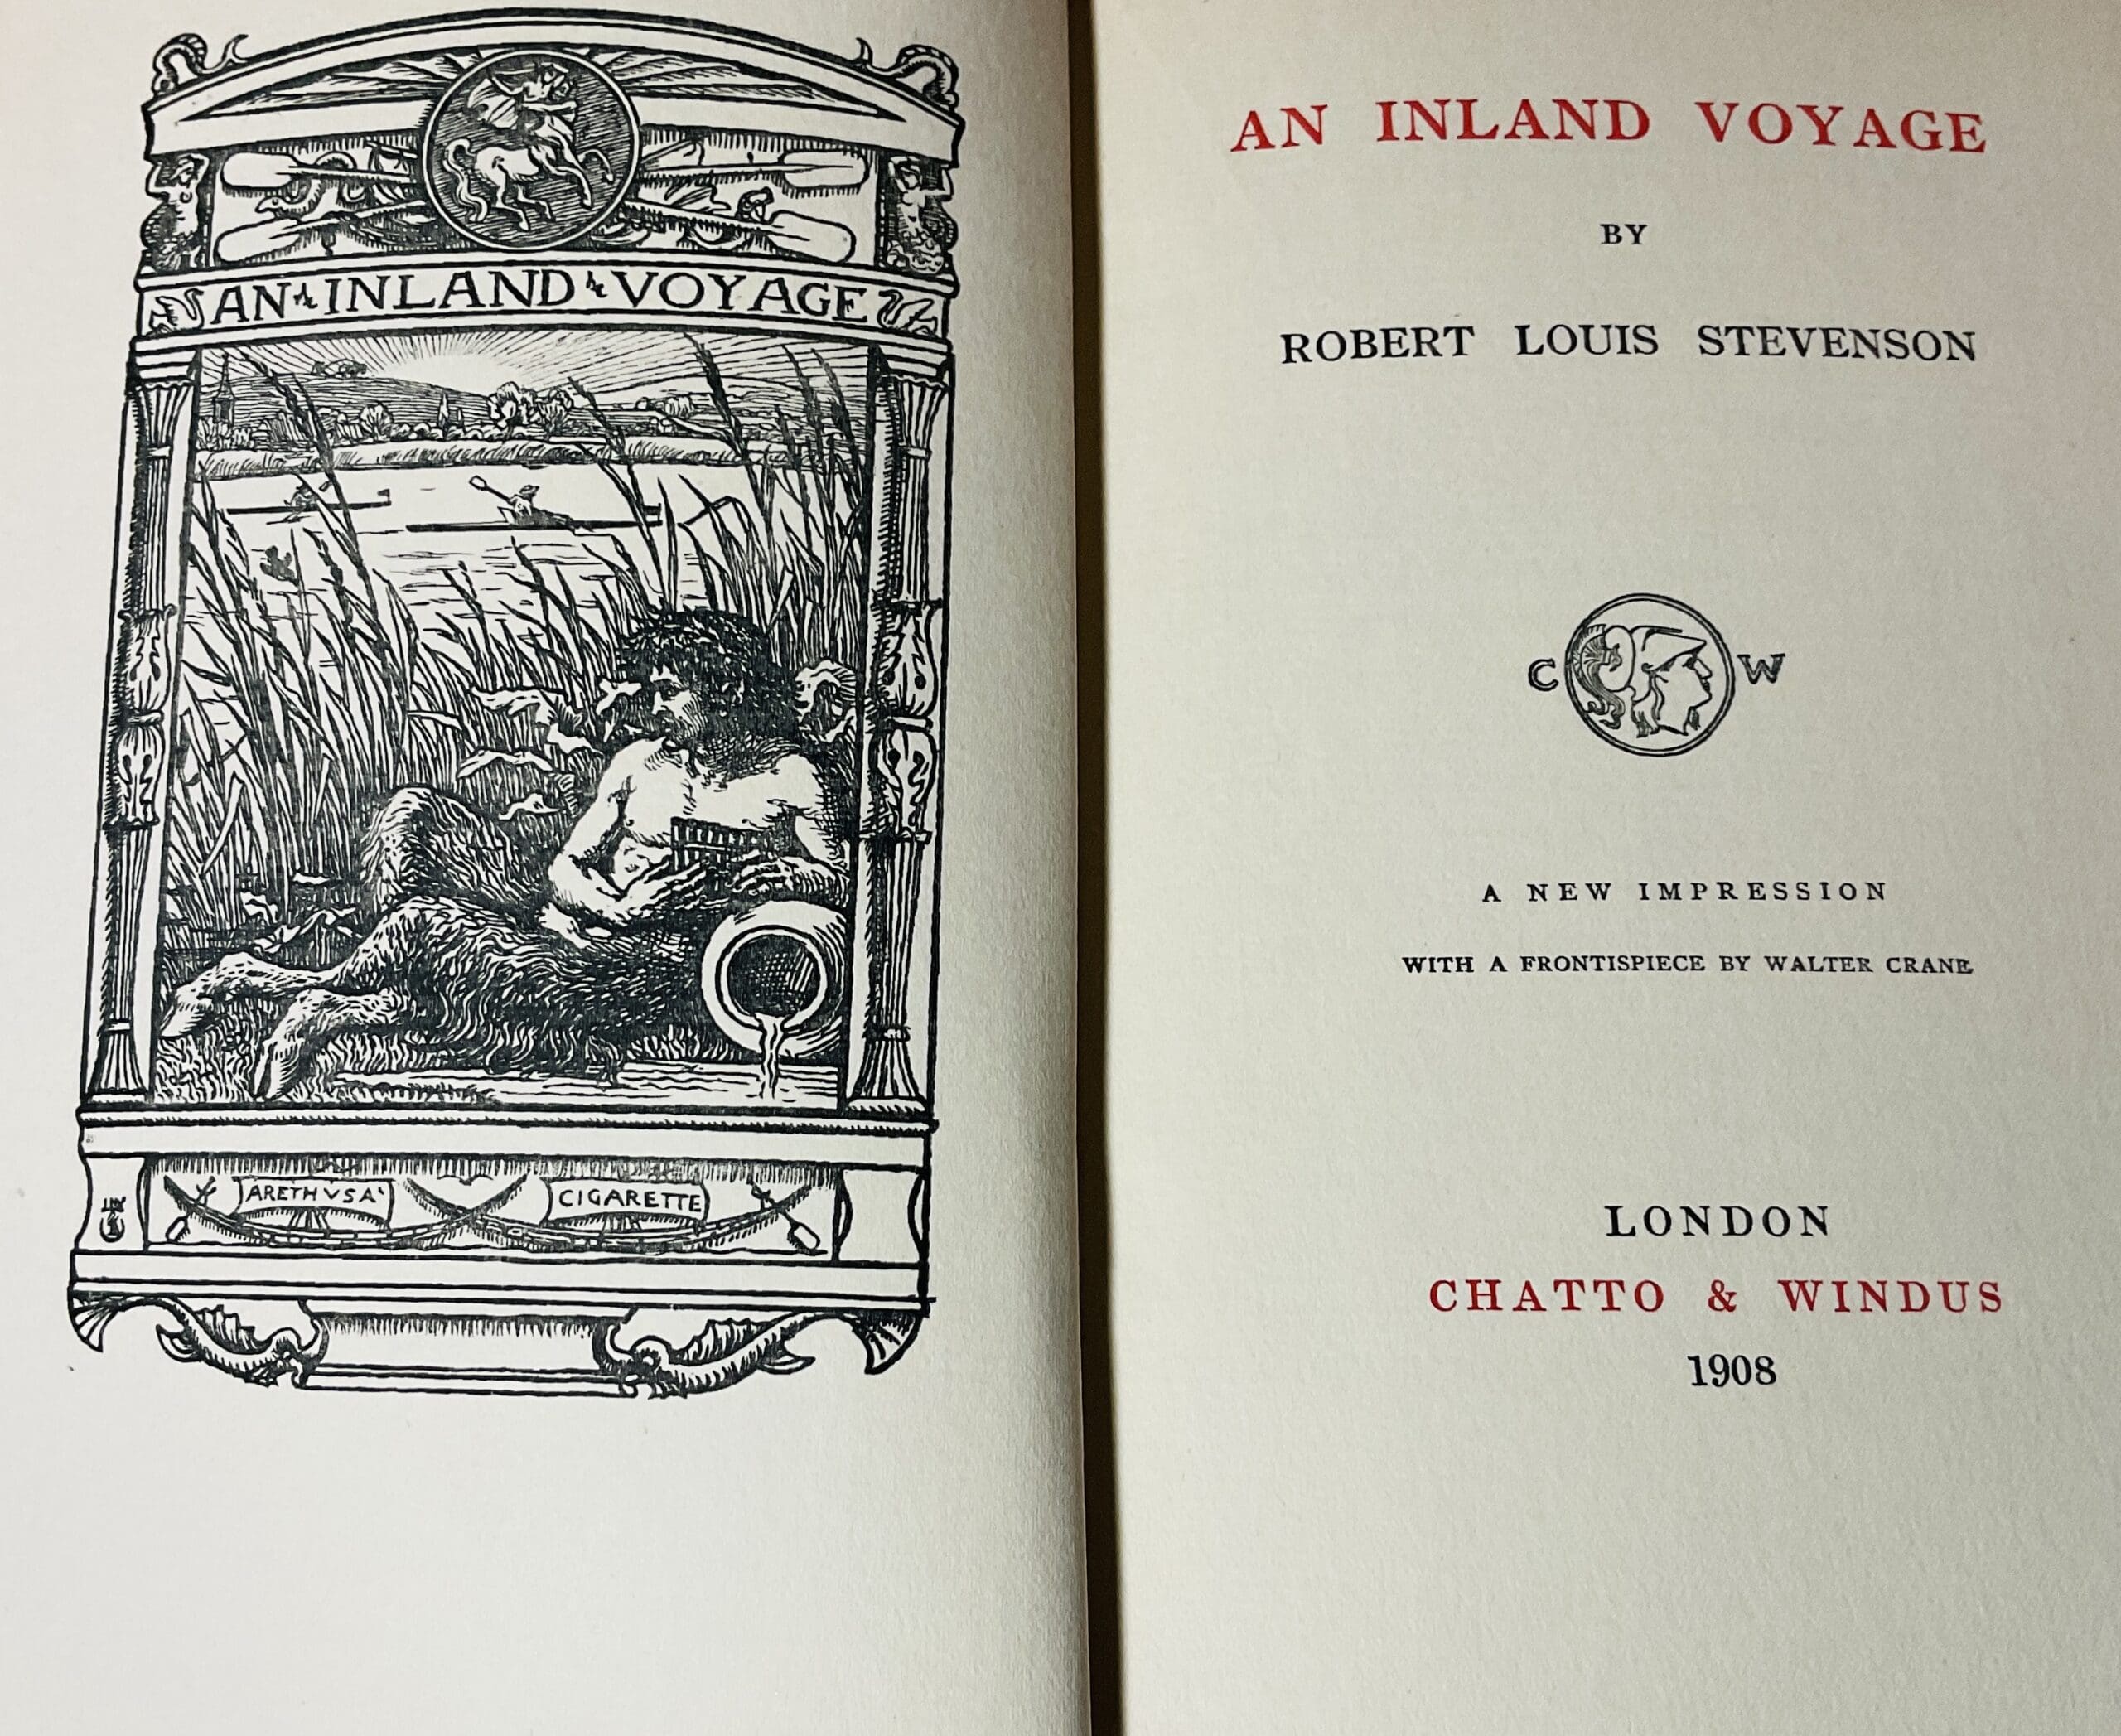 AN INLAND VOYAGE
ARETHVSA
CIGARETTE
AN INLAND VOYAGE
BY
ROBERT LOUIS STEVENSON
C W
A NEW IMPRESSION
WITH A FRONTISPIECE BY WALTER CRANE
LONDON
CHATTO & WINDUS
1908